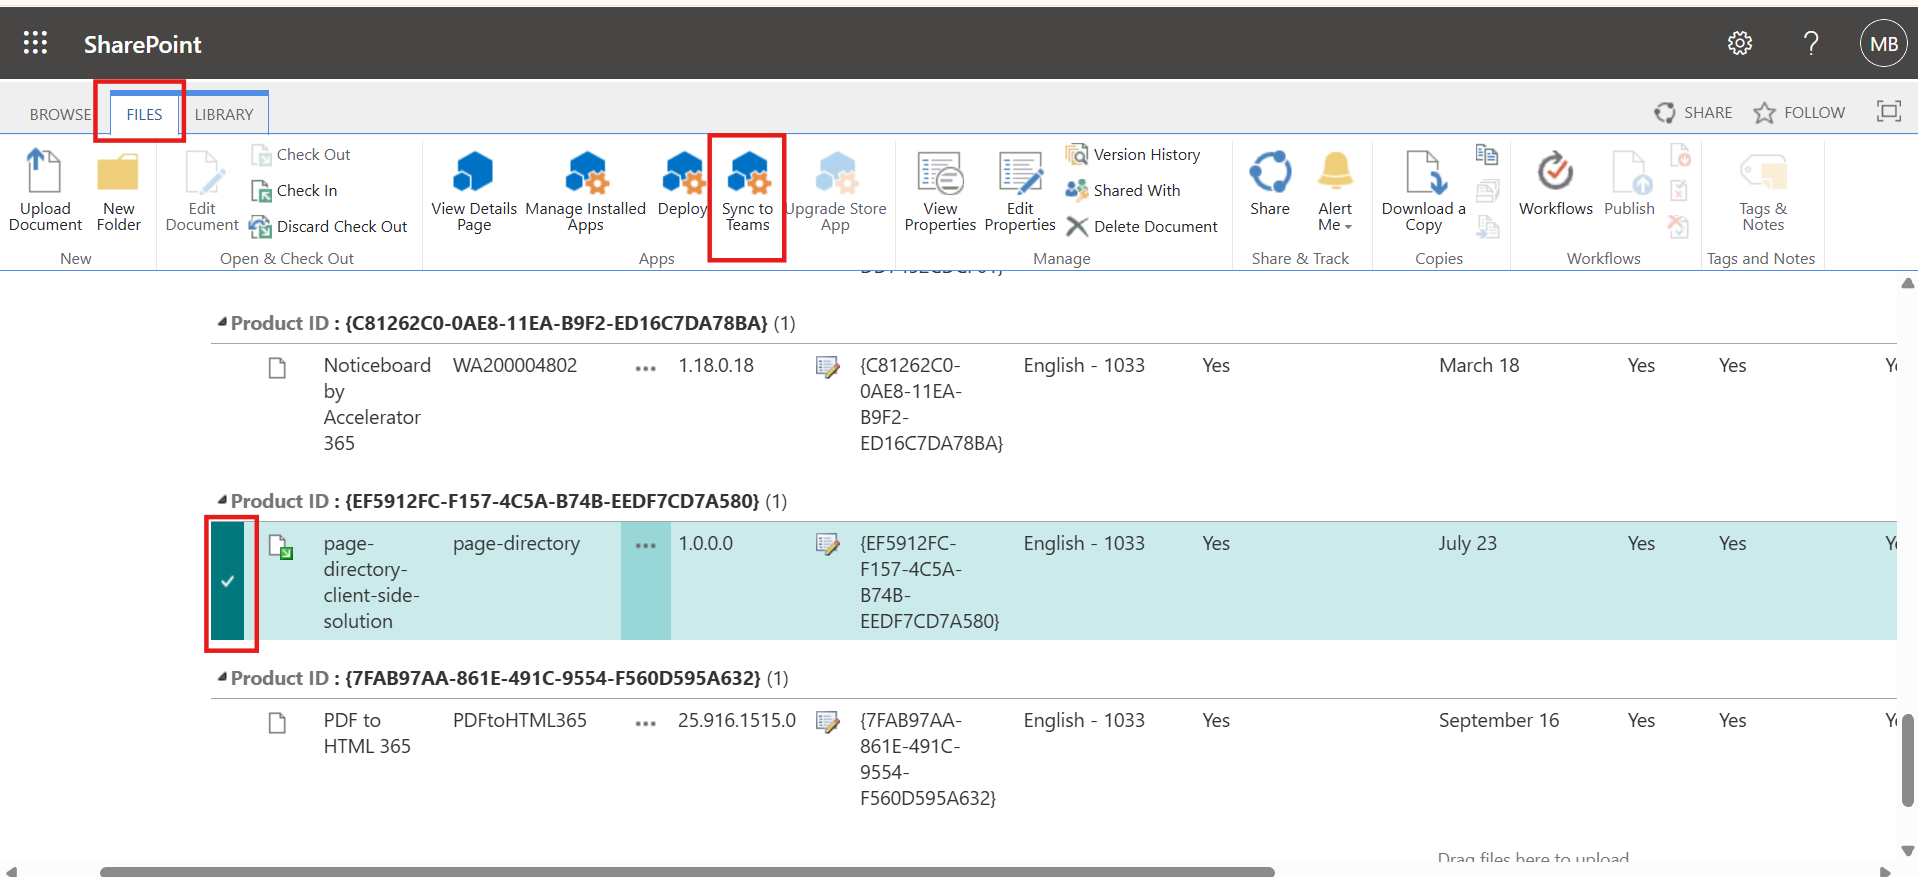 SharePoint
MB
BROWSE FILES LIBRARY
SHARE FOLLOW
Upload Document
New Folder
New
Edit Document
Check Out
Check In
Discard Check Out
Open & Check Out
View Details Page
Manage Installed Apps
Deploy
Sync to Teams
Upgrade Store App
Apps
View Properties
Edit Properties
Version History
Shared With
Delete Document
Manage
Share
Alert Me
Share & Track
Download a Copy
Copies
Workflows
Publish
Workflows
Tags & Notes
Tags and Notes
Product ID : {C81262C0-0AE8-11EA-B9F2-ED16C7DA78BA} (1)
Noticeboard by Accelerator 365
WA200004802
...
1.18.0.18
{C81262C0-
0AE8-11EA-
B9F2-
ED16C7DA78BA}
English - 1033
Yes
March 18
Yes
Yes
Product ID : {EF5912FC-F157-4C5A-B74B-EEDF7CD7A580} (1)
page-
directory-
client-side-
solution
page-directory
...
1.0.0.0
{EF5912FC-
F157-4C5A-
B74B-
EEDF7CD7A580}
English - 1033
Yes
July 23
Yes
Yes
Product ID : {7FAB97AA-861E-491C-9554-F560D595A632} (1)
PDF to
HTML 365
PDFtoHTML365
...
25.916.1515.0
{7FAB97AA-
861E-491C-
9554-
F560D595A632}
English - 1033
Yes
September 16
Yes
Yes
Drag files here to upload